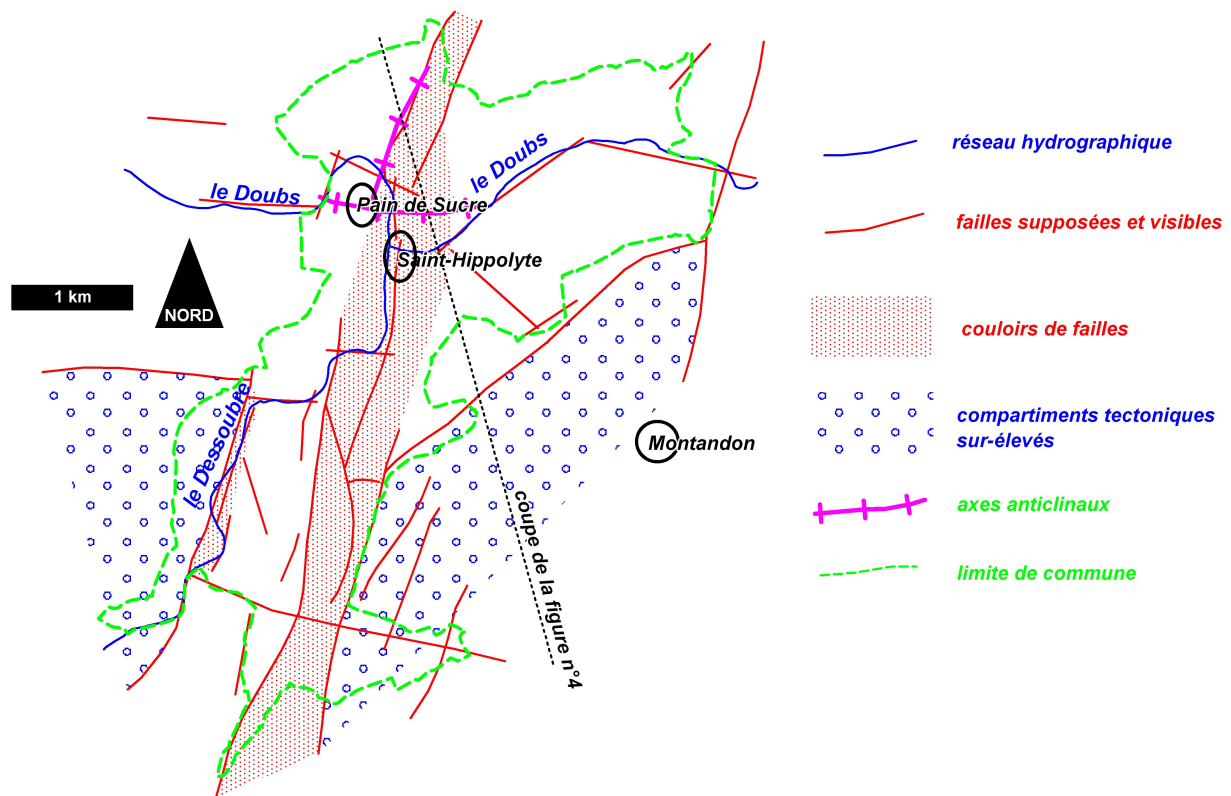 le Doubs
le Doubs
Pain de Sucre
Saint-Hippolyte
1 km
NORD
le Dessoubre
Montandon
coupe de la figure n°4
réseau hydrographique
failles supposées et visibles
couloirs de failles
compartiments tectoniques
sur-élevés
axes anticlinaux
limite de commune